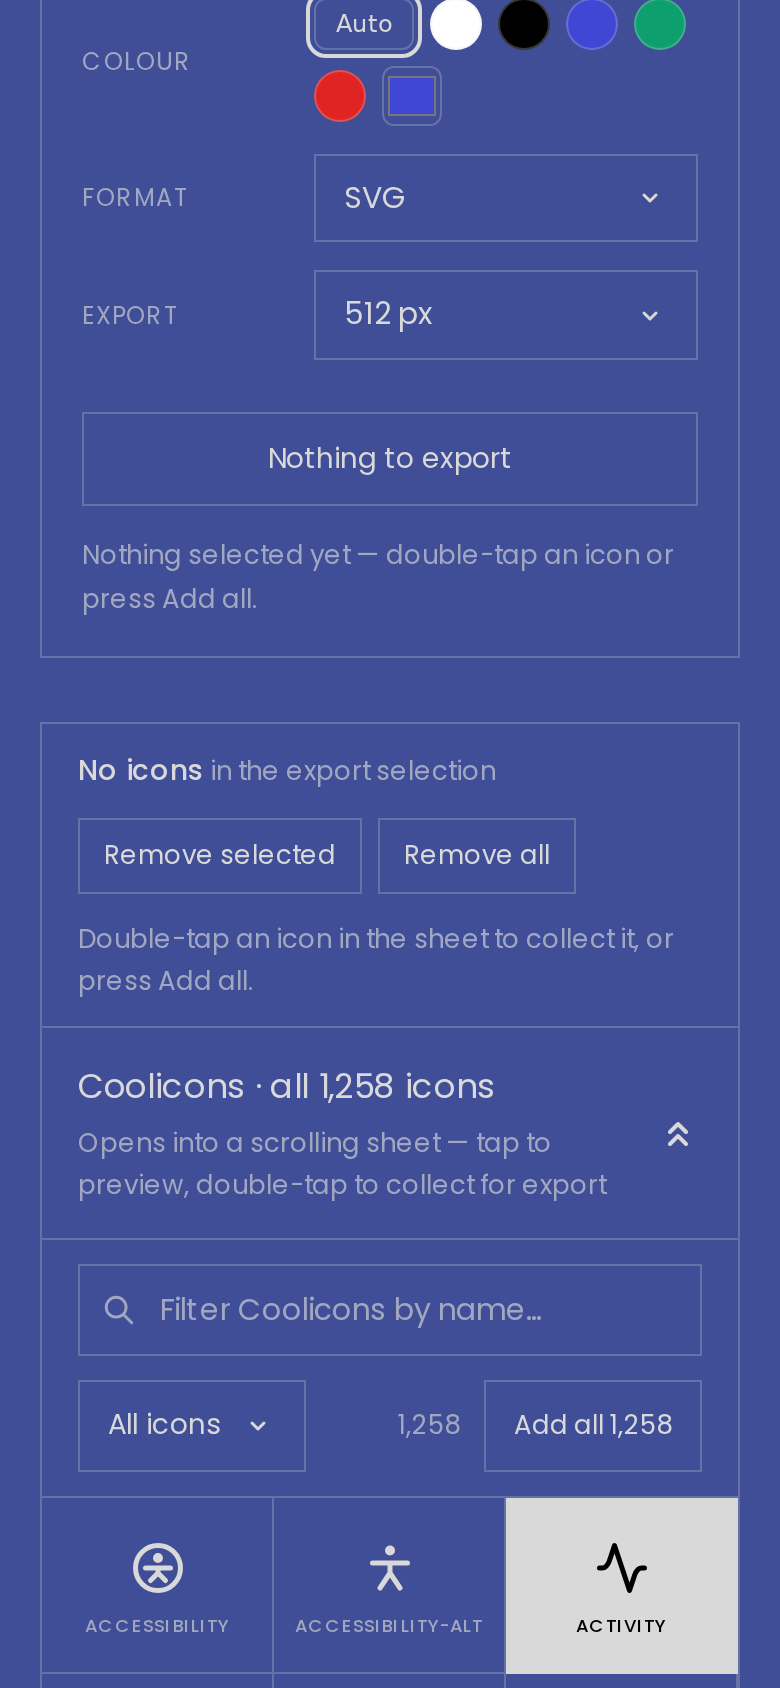 COLOUR
Auto
FORMAT
SVG
EXPORT
512 px
Nothing to export
Nothing selected yet — double-tap an icon or
press Add all.
No icons in the export selection
Remove selected
Remove all
Double-tap an icon in the sheet to collect it, or
press Add all.
Coolicons · all 1,258 icons
Opens into a scrolling sheet — tap to
preview, double-tap to collect for export
Filter Coolicons by name…
All icons
1,258
Add all 1,258
ACCESSIBILITY
ACCESSIBILITY-ALT
ACTIVITY